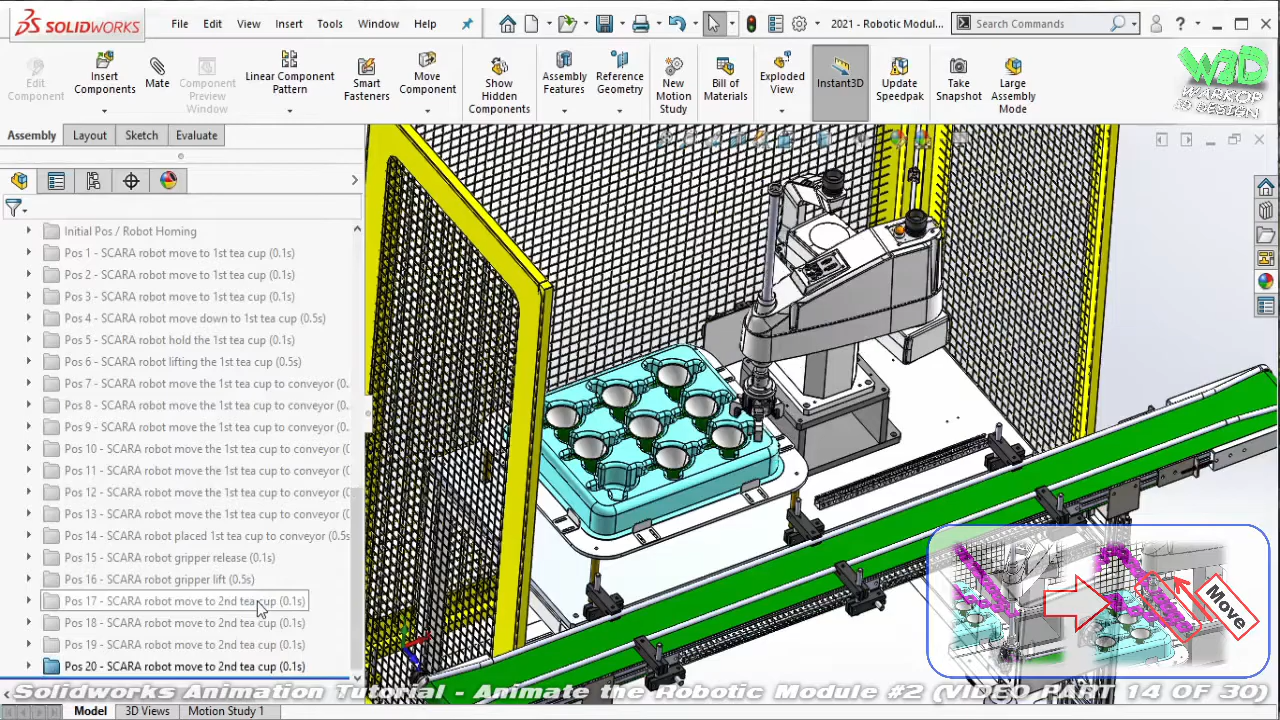 SOLIDWORKS
File Edit View Insert Tools Window Help
2021 - Robotic Modul...
Search Commands
Edit Component
Insert Components
Mate
Component Preview Window
Linear Component Pattern
Smart Fasteners
Move Component
Show Hidden Components
Assembly Features
Reference Geometry
New Motion Study
Bill of Materials
Exploded View
Instant3D
Update Speedpak
Take Snapshot
Large Assembly Mode
W3D
WARKOP
3D DESIGN
Assembly Layout Sketch Evaluate
Initial Pos / Robot Homing
Pos 1 - SCARA robot move to 1st tea cup (0.1s)
Pos 2 - SCARA robot move to 1st tea cup (0.1s)
Pos 3 - SCARA robot move to 1st tea cup (0.1s)
Pos 4 - SCARA robot move down to 1st tea cup (0.5s)
Pos 5 - SCARA robot hold the 1st tea cup (0.1s)
Pos 6 - SCARA robot lifting the 1st tea cup (0.5s)
Pos 7 - SCARA robot move the 1st tea cup to conveyor (0.
Pos 8 - SCARA robot move the 1st tea cup to conveyor (0.
Pos 9 - SCARA robot move the 1st tea cup to conveyor (0.
Pos 10 - SCARA robot move the 1st tea cup to conveyor (0
Pos 11 - SCARA robot move the 1st tea cup to conveyor (0
Pos 12 - SCARA robot move the 1st tea cup to conveyor (0
Pos 13 - SCARA robot move the 1st tea cup to conveyor (0
Pos 14 - SCARA robot placed 1st tea cup to conveyor (0.5s
Pos 15 - SCARA robot gripper release (0.1s)
Pos 16 - SCARA robot gripper lift (0.5s)
Pos 17 - SCARA robot move to 2nd tea cup (0.1s)
Pos 18 - SCARA robot move to 2nd tea cup (0.1s)
Pos 19 - SCARA robot move to 2nd tea cup (0.1s)
Pos 20 - SCARA robot move to 2nd tea cup (0.1s)
Move
Solidworks Animation Tutorial - Animate the Robotic Module #2 (VIDEO PART 14 OF 30)
Model 3D Views Motion Study 1